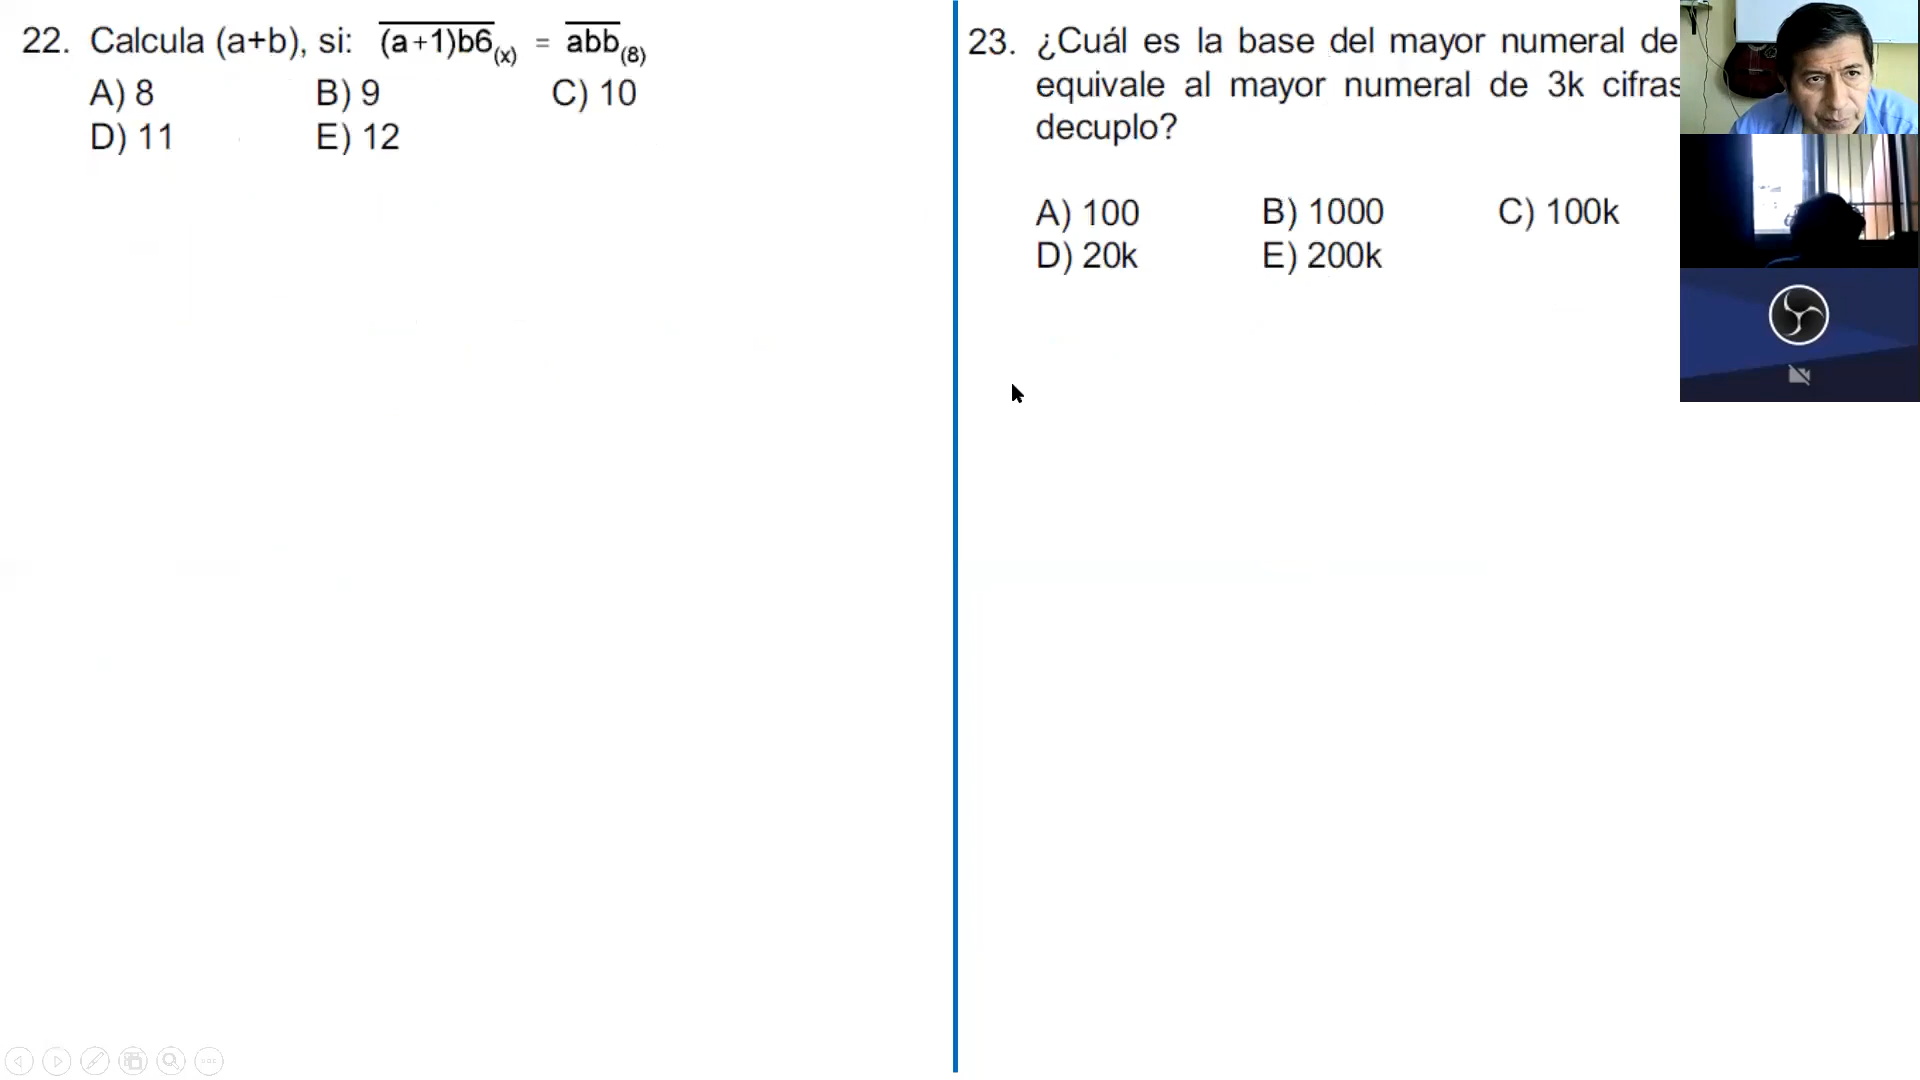 22. Calcula (a+b), si: (a+1)b6(x) = abb(8)
A) 8 B) 9 C) 10
D) 11 E) 12
23. ¿Cuál es la base del mayor numeral de
equivale al mayor numeral de 3k cifras
decuplo?
A) 100 B) 1000 C) 100k
D) 20k E) 200k